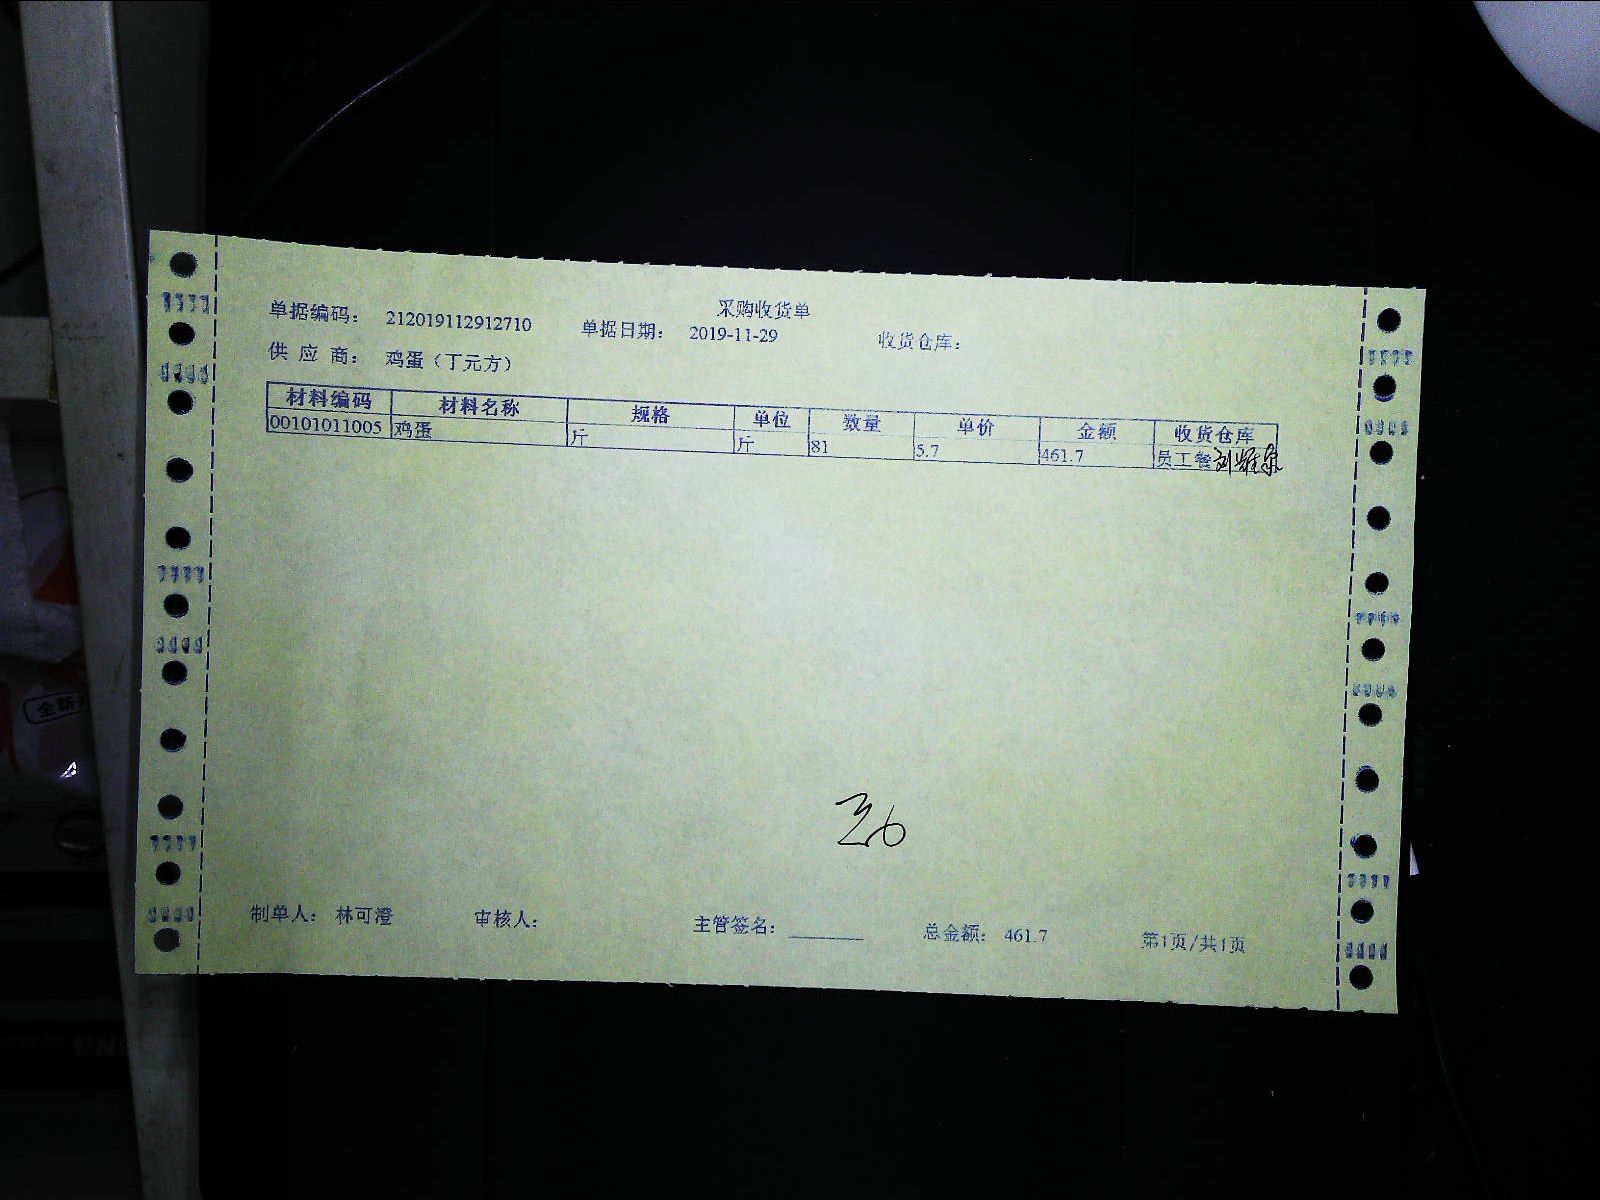 采购收货单
单据编码： 212019112912710 单据日期： 2019-11-29 收货仓库：
供 应 商： 鸡蛋（丁元方）
材料编码 材料名称 规格 单位 数量 单价 金额 收货仓库
00101011005 鸡蛋 斤 斤 81 5.7 461.7 员工餐
36
制单人： 林可澄 审核人： 主管签名： 总金额： 461.7 第1页/共1页
全新